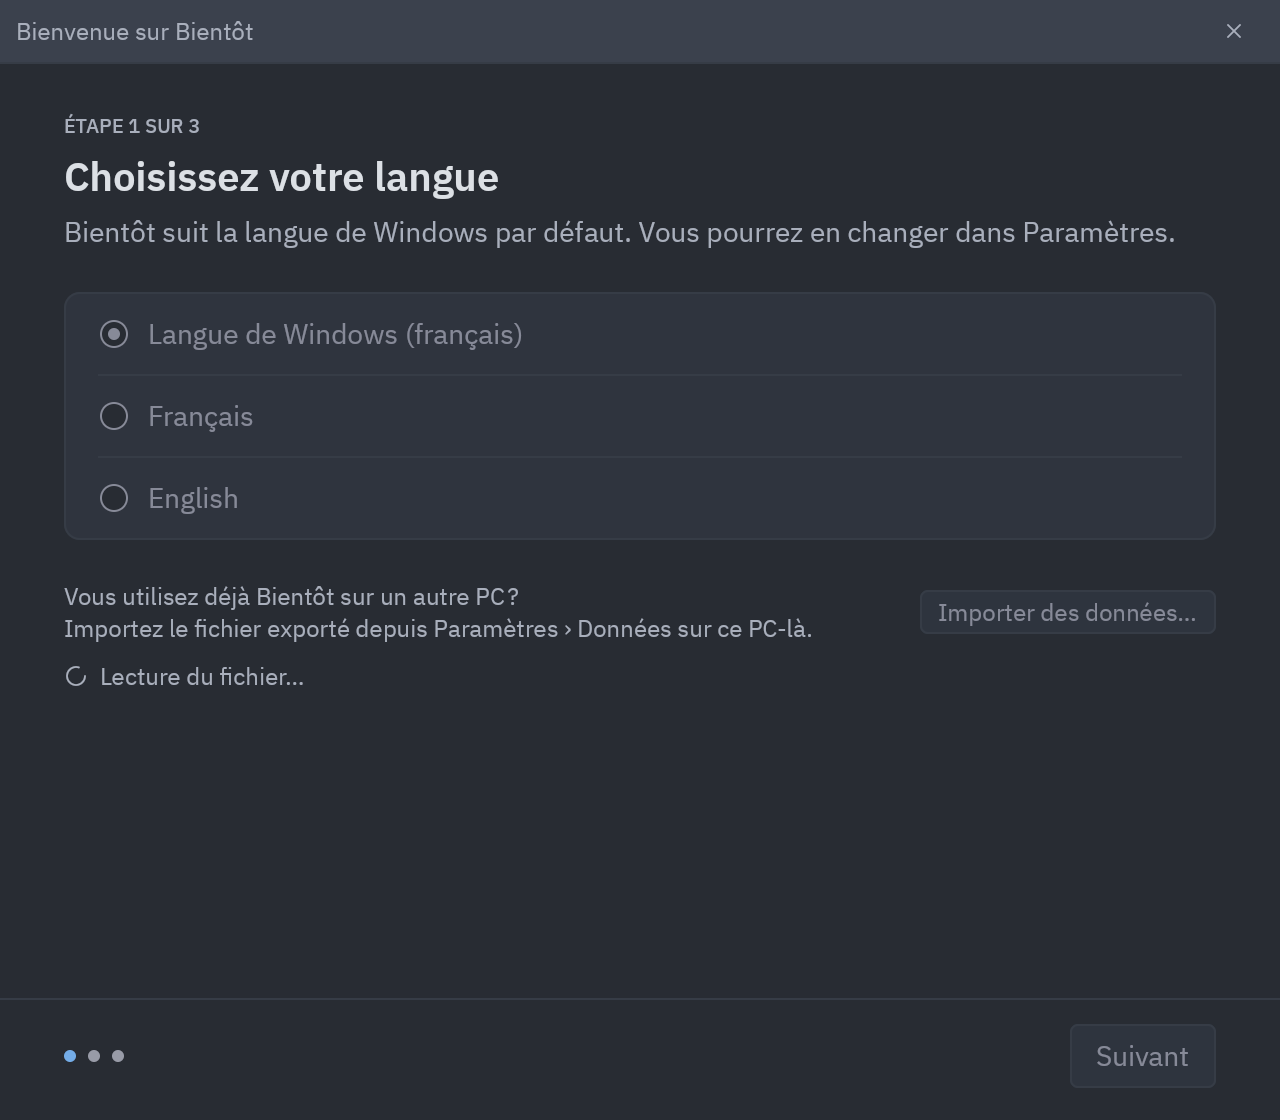 Bienvenue sur Bientôt
ÉTAPE 1 SUR 3
Choisissez votre langue
Bientôt suit la langue de Windows par défaut. Vous pourrez en changer dans Paramètres.
Langue de Windows (français)
Français
English
Vous utilisez déjà Bientôt sur un autre PC ?
Importez le fichier exporté depuis Paramètres › Données sur ce PC-là.
Importer des données…
Lecture du fichier…
Suivant